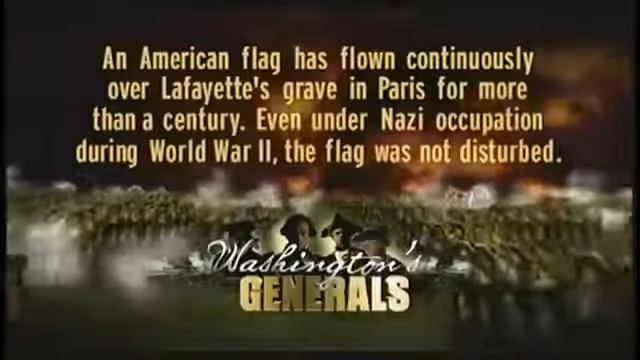 An American flag has flown continuously
over Lafayette's grave in Paris for more
than a century. Even under Nazi occupation
during World War II, the flag was not disturbed.
Washington's
GENERALS